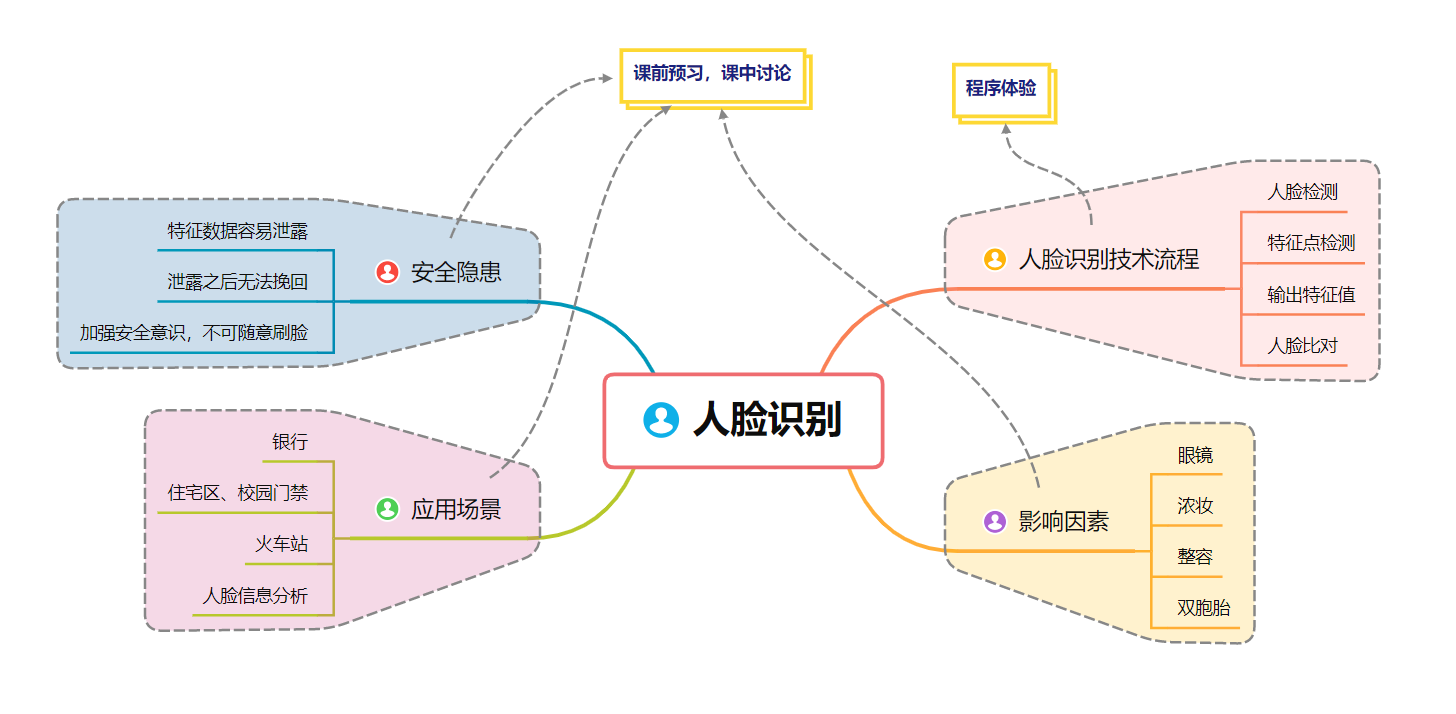 课前预习，课中讨论
程序体验
人脸识别
人脸识别技术流程
人脸检测
特征点检测
输出特征值
人脸比对
影响因素
眼镜
浓妆
整容
双胞胎
安全隐患
特征数据容易泄露
泄露之后无法挽回
加强安全意识，不可随意刷脸
应用场景
银行
住宅区、校园门禁
火车站
人脸信息分析